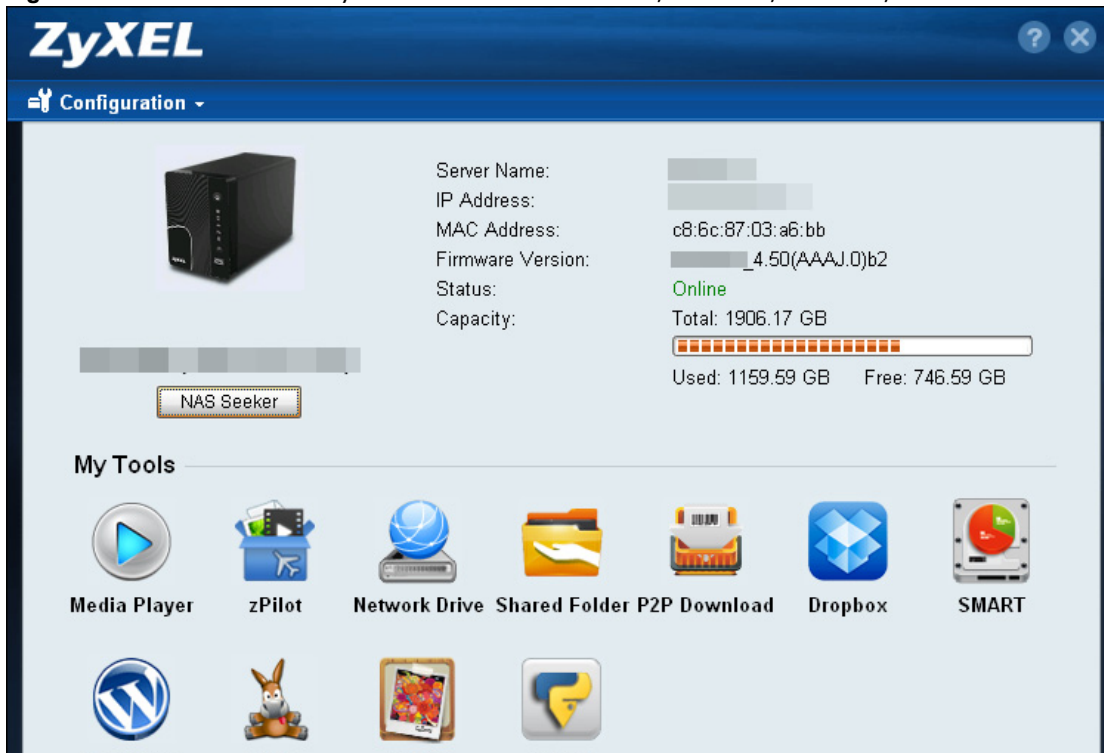 ZyXEL
Configuration
Server Name:
IP Address:
MAC Address: c8:6c:87:03:a6:bb
Firmware Version: _4.50(AAAJ.0)b2
Status: Online
Capacity: Total: 1906.17 GB
Used: 1159.59 GB Free: 746.59 GB
NAS Seeker
My Tools
Media Player zPilot Network Drive Shared Folder P2P Download Dropbox SMART